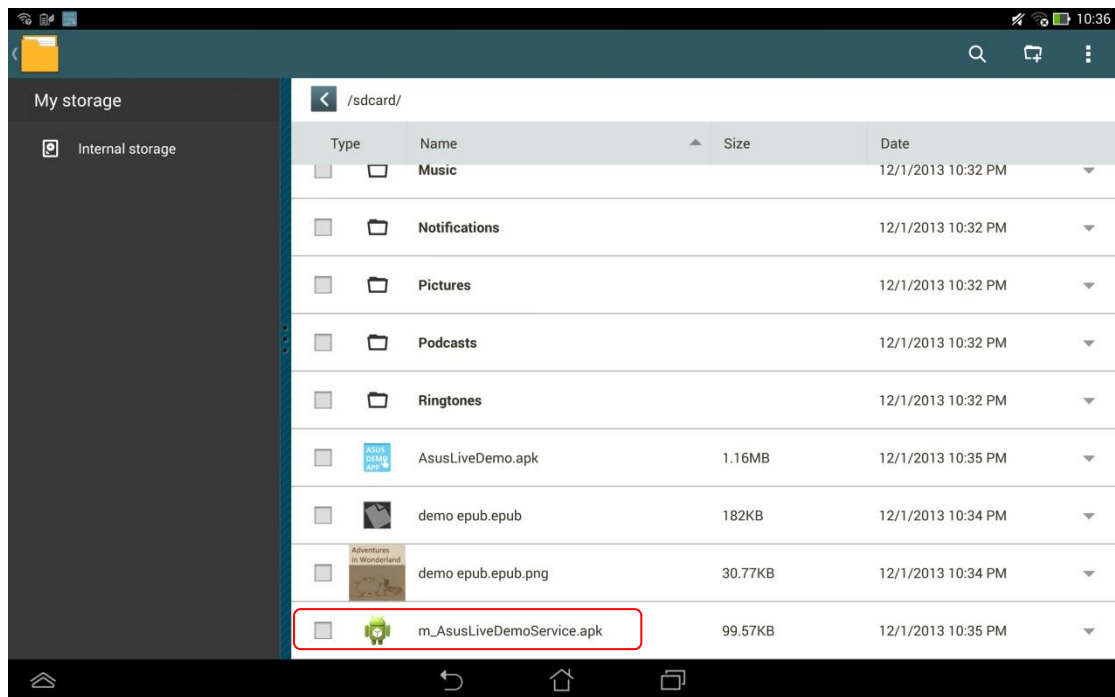 10:36
My storage
Internal storage
/sdcard/
Type Name Size Date
Music 12/1/2013 10:32 PM
Notifications 12/1/2013 10:32 PM
Pictures 12/1/2013 10:32 PM
Podcasts 12/1/2013 10:32 PM
Ringtones 12/1/2013 10:32 PM
ASUS
DEMO
APP
AsusLiveDemo.apk 1.16MB 12/1/2013 10:35 PM
demo epub.epub 182KB 12/1/2013 10:34 PM
Adventures
in Wonderland
demo epub.epub.png 30.77KB 12/1/2013 10:34 PM
m_AsusLiveDemoService.apk 99.57KB 12/1/2013 10:35 PM